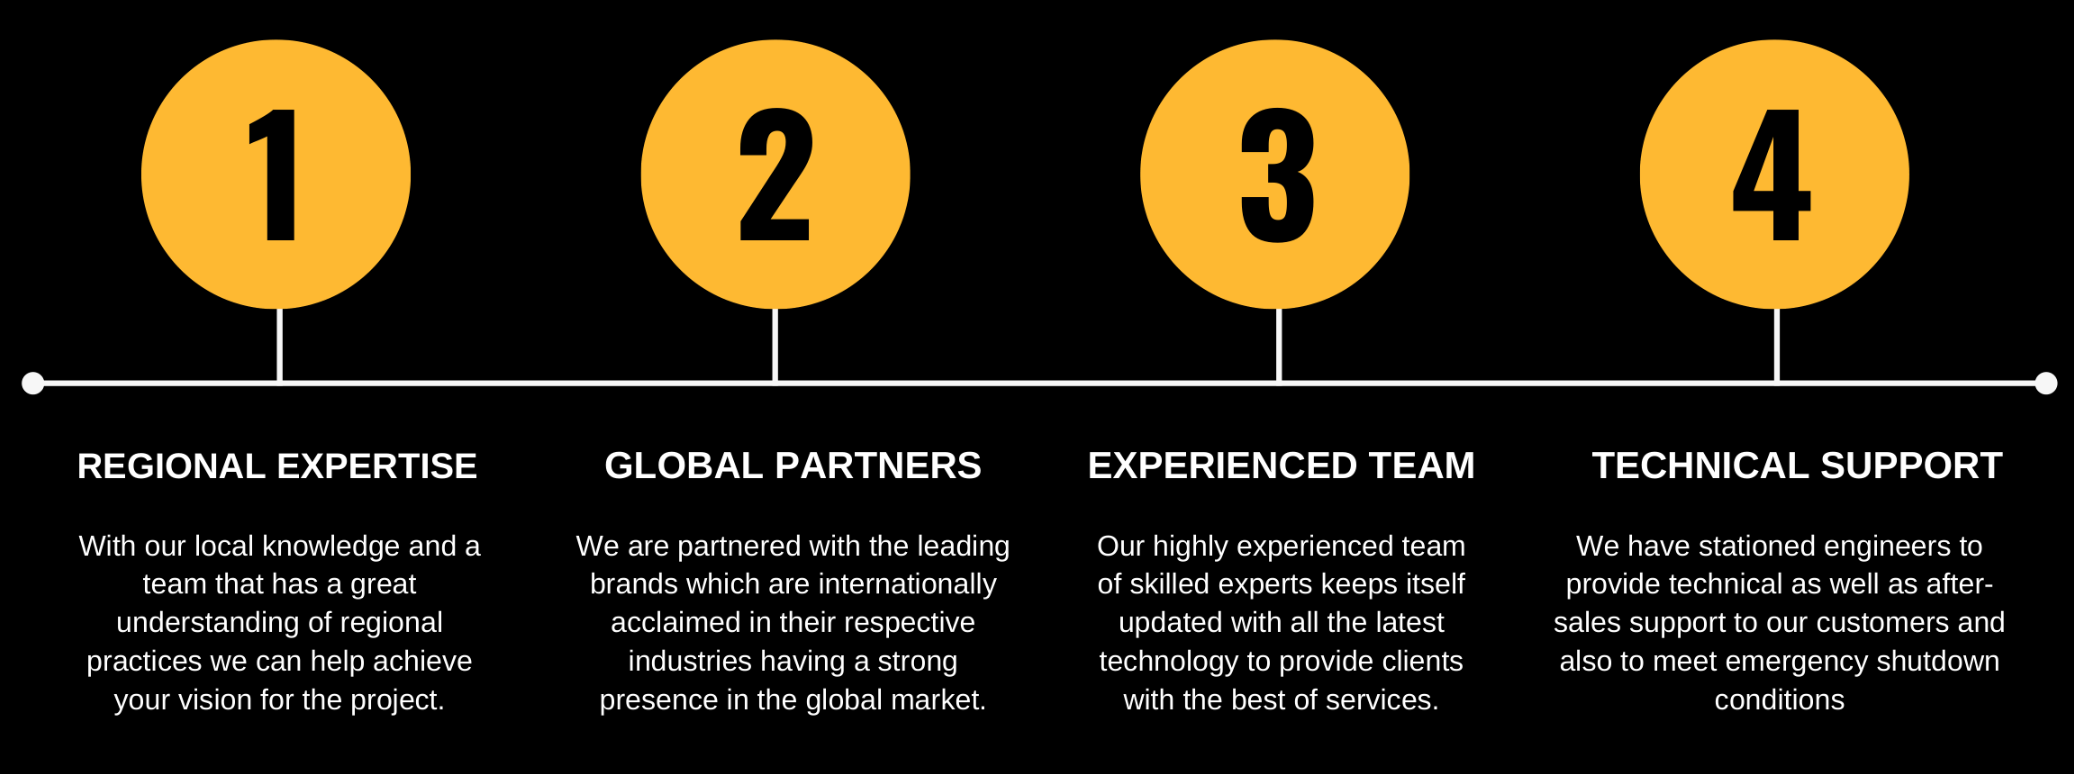 1
2
3
4
REGIONAL EXPERTISE
With our local knowledge and a
team that has a great
understanding of regional
practices we can help achieve
your vision for the project.
GLOBAL PARTNERS
We are partnered with the leading
brands which are internationally
acclaimed in their respective
industries having a strong
presence in the global market.
EXPERIENCED TEAM
Our highly experienced team
of skilled experts keeps itself
updated with all the latest
technology to provide clients
with the best of services.
TECHNICAL SUPPORT
We have stationed engineers to
provide technical as well as after-
sales support to our customers and
also to meet emergency shutdown
conditions